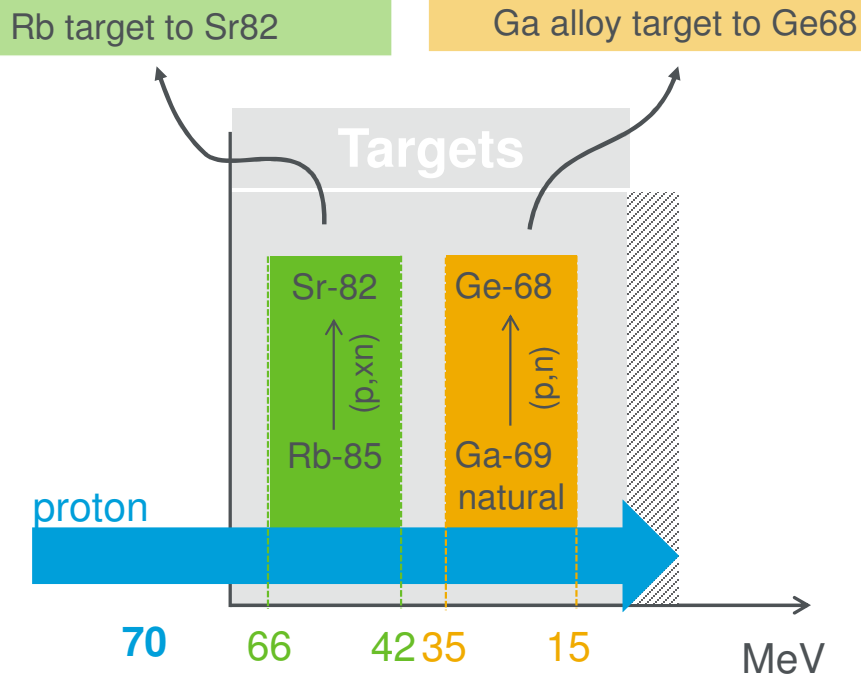 Rb target to Sr82
Ga alloy target to Ge68
Targets
Sr-82
(p,xn)
Rb-85
Ge-68
(p,n)
Ga-69
natural
proton
70
66
42
35
15
MeV